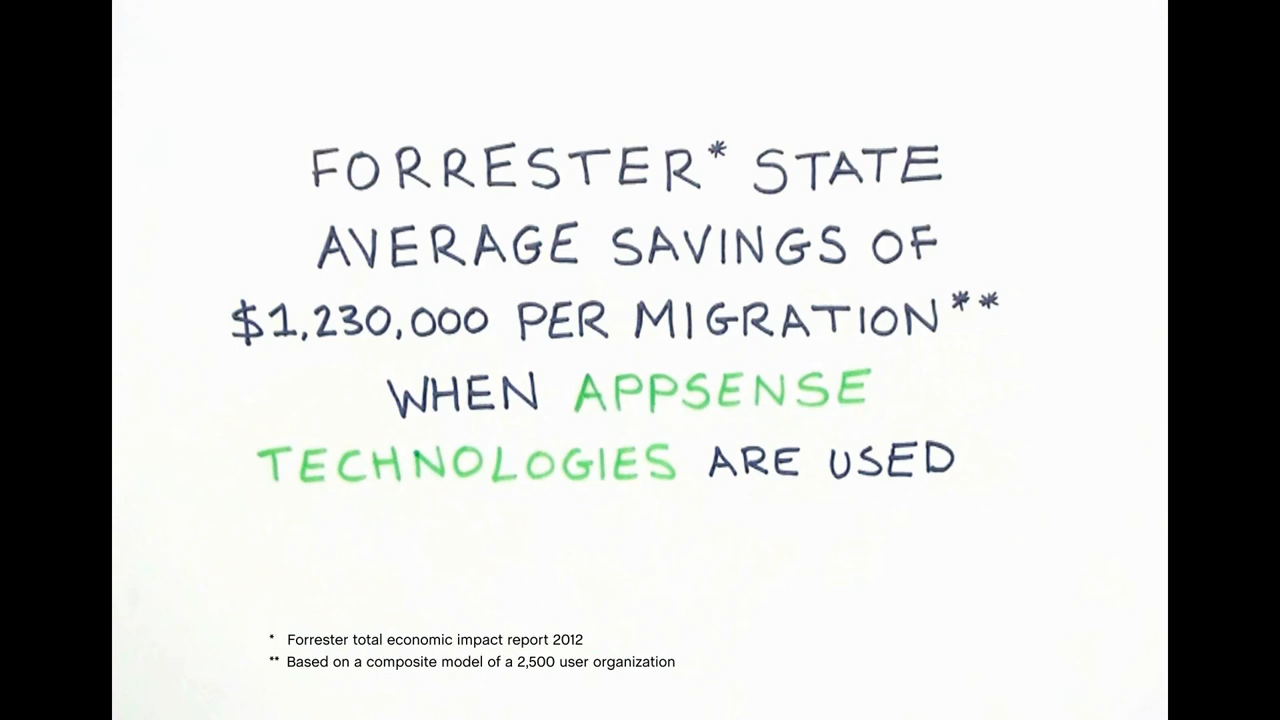 FORRESTER* STATE
AVERAGE SAVINGS OF
$1,230,000 PER MIGRATION**
WHEN APPSENSE
TECHNOLOGIES ARE USED
* Forrester total economic impact report 2012
** Based on a composite model of a 2,500 user organization